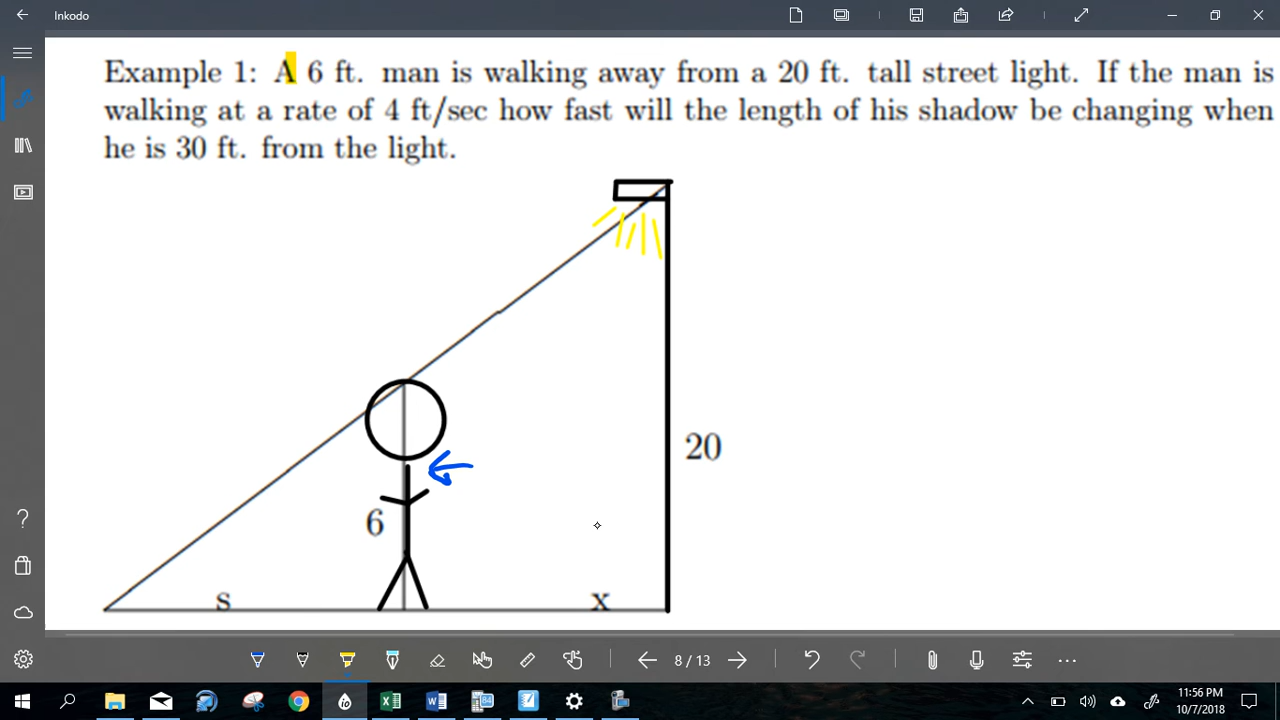 Inkodo
Example 1: A 6 ft. man is walking away from a 20 ft. tall street light. If the man is
walking at a rate of 4 ft/sec how fast will the length of his shadow be changing when
he is 30 ft. from the light.
20
6
s
x
8 / 13
11:56 PM
10/7/2018